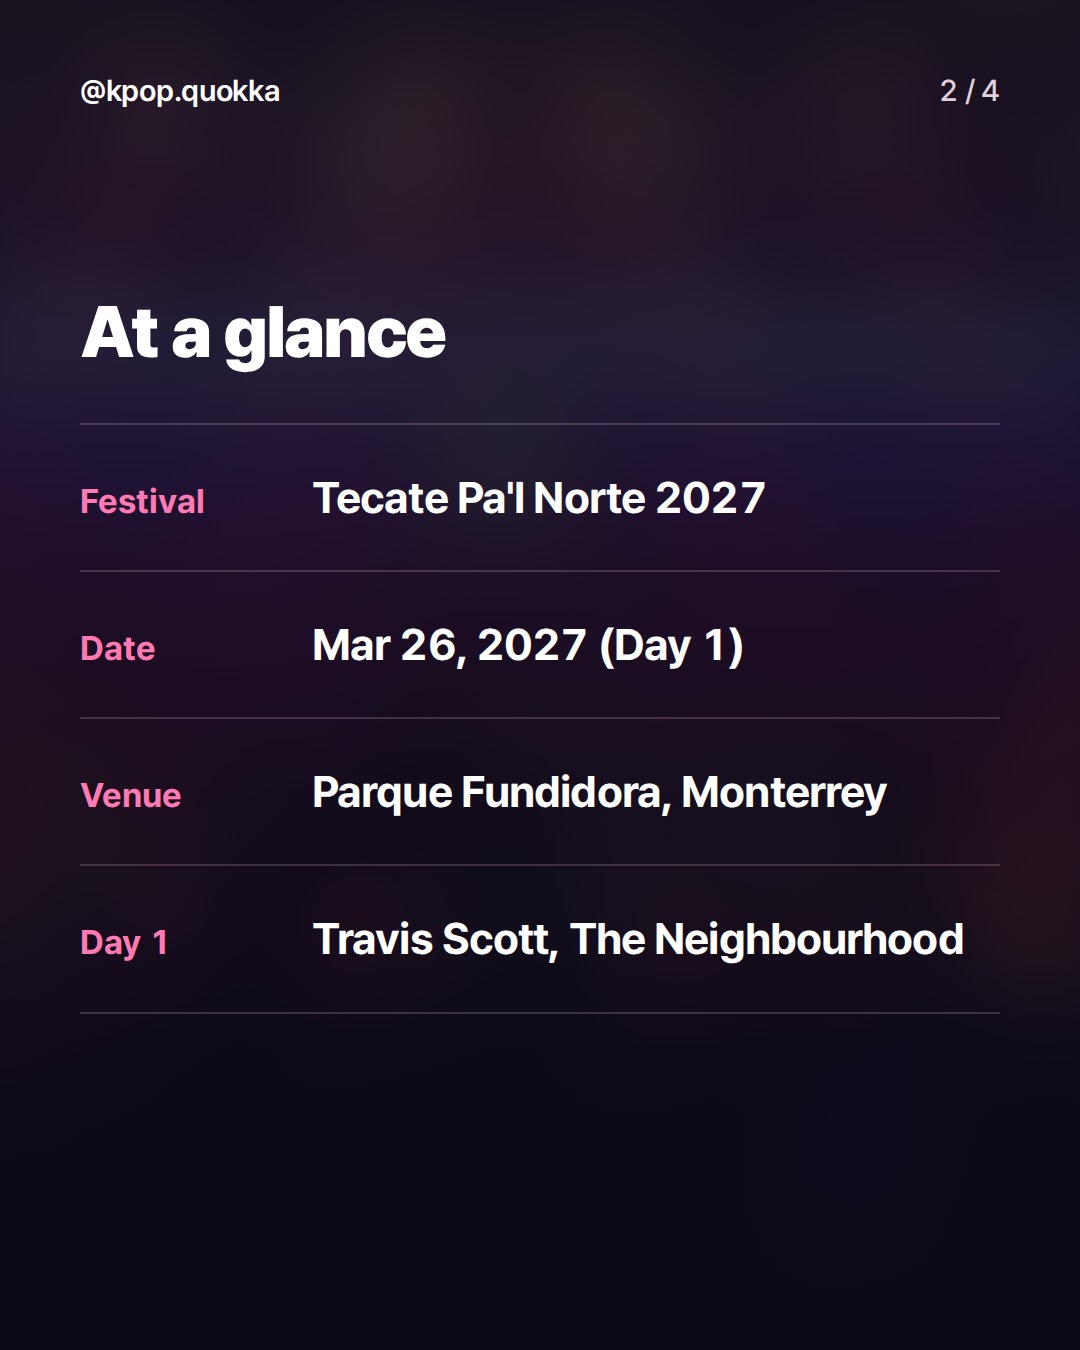 @kpop.quokka
2 / 4
At a glance
Festival
Tecate Pa'l Norte 2027
Date
Mar 26, 2027 (Day 1)
Venue
Parque Fundidora, Monterrey
Day 1
Travis Scott, The Neighbourhood